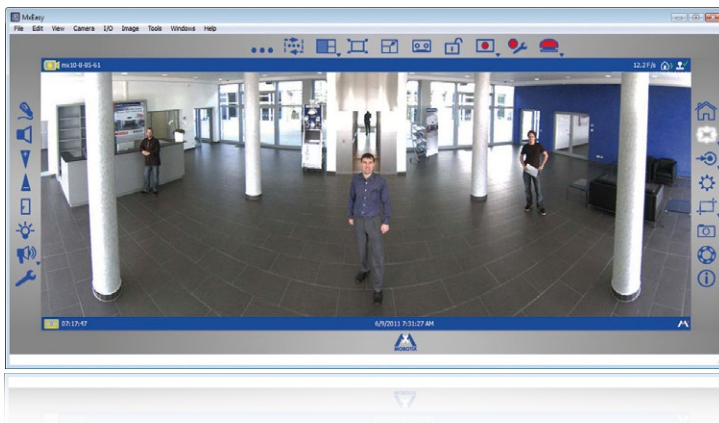 MxEasy
File Edit View Camera I/O Image Tools Windows Help
mx10-8-85-61 12.2 F/s
07:17:47 6/9/2011 7:31:27 AM
MOBOTIX